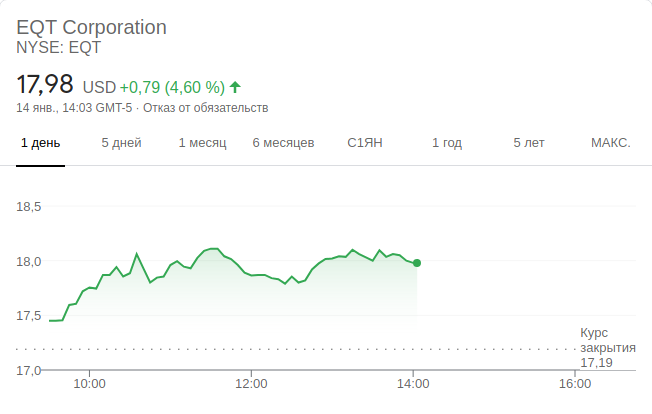 EQT Corporation
NYSE: EQT
17,98 USD +0,79 (4,60 %)
14 янв., 14:03 GMT-5 · Отказ от обязательств
1 день 5 дней 1 месяц 6 месяцев С1ЯН 1 год 5 лет МАКС.
18,5
18,0
17,5
Курс
закрытия
17,19
17,0
10:00 12:00 14:00 16:00